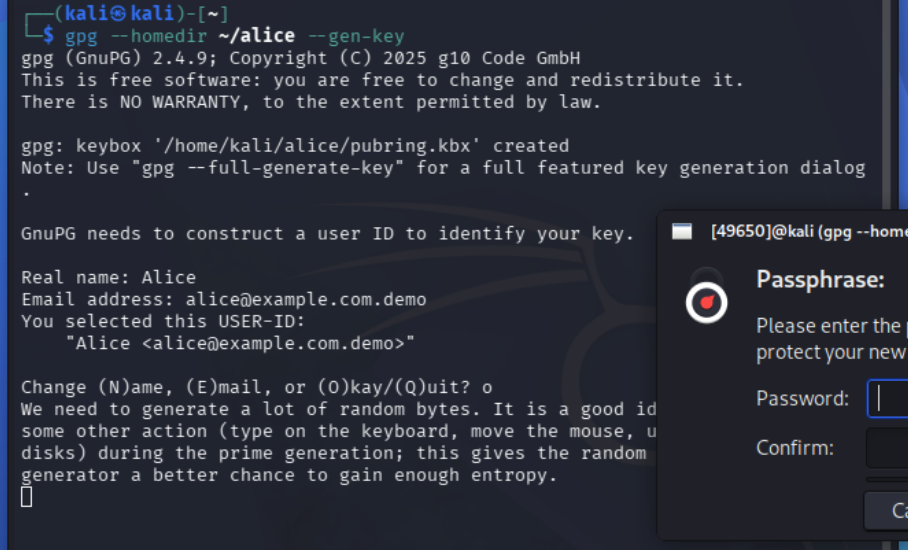 ┌──(kali㉿kali)-[~]
└─$ gpg --homedir ~/alice --gen-key
gpg (GnuPG) 2.4.9; Copyright (C) 2025 g10 Code GmbH
This is free software: you are free to change and redistribute it.
There is NO WARRANTY, to the extent permitted by law.
gpg: keybox '/home/kali/alice/pubring.kbx' created
Note: Use "gpg --full-generate-key" for a full featured key generation dialog
.
GnuPG needs to construct a user ID to identify your key.
Real name: Alice
Email address: alice@example.com.demo
You selected this USER-ID:
"Alice <alice@example.com.demo>"
Change (N)ame, (E)mail, or (O)kay/(Q)uit? o
We need to generate a lot of random bytes. It is a good id
some other action (type on the keyboard, move the mouse, u
disks) during the prime generation; this gives the random
generator a better chance to gain enough entropy.
[49650]@kali (gpg --home
Passphrase:
Please enter the
protect your new
Password:
Confirm:
Ca